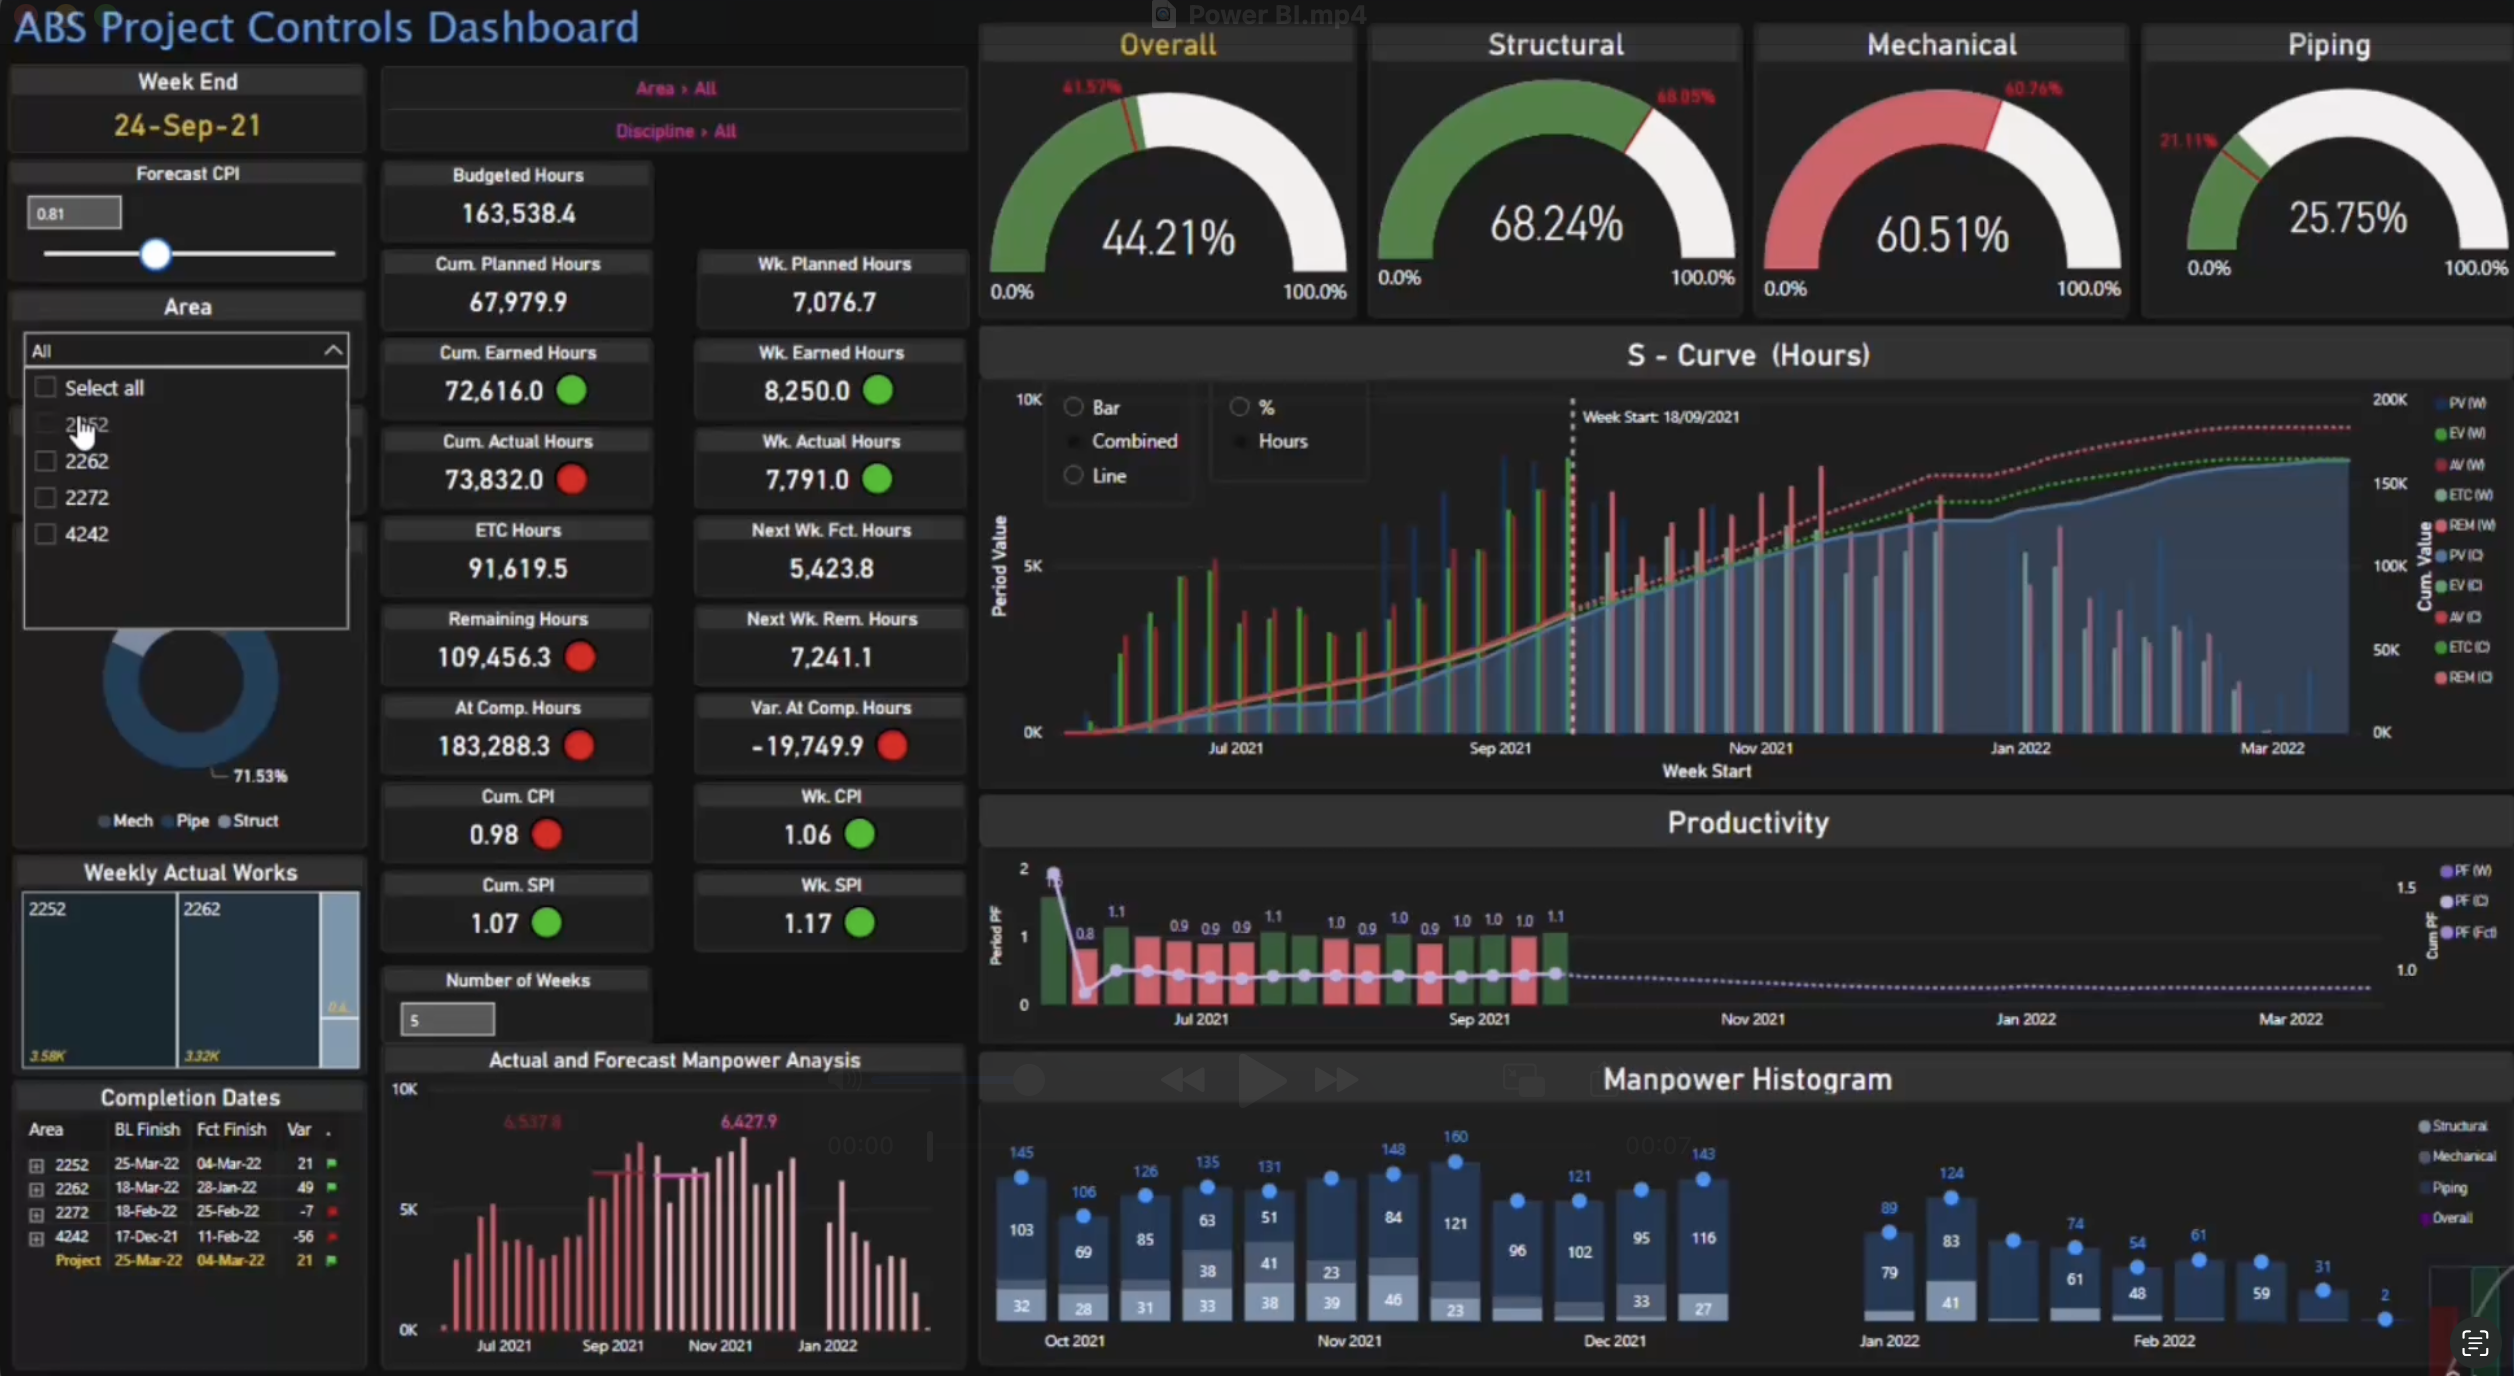 Power BI.mp4
ABS Project Controls Dashboard
Week End
24-Sep-21
Forecast CPI
0.81
Area
All
Select all
2262
2272
4242
71.53%
Mech Pipe Struct
Weekly Actual Works
2252
2262
3.58K
3.32K
Completion Dates
Area BL Finish Fct Finish Var .
2252 25-Mar-22 04-Mar-22 21
2262 18-Mar-22 28-Jan-22 49
2272 18-Feb-22 25-Feb-22 -7
4242 17-Dec-21 11-Feb-22 -56
Project 25-Mar-22 04-Mar-22 21
Area › All
Discipline › All
Budgeted Hours
163,538.4
Cum. Planned Hours
67,979.9
Wk. Planned Hours
7,076.7
Cum. Earned Hours
72,616.0
Wk. Earned Hours
8,250.0
Cum. Actual Hours
73,832.0
Wk. Actual Hours
7,791.0
ETC Hours
91,619.5
Next Wk. Fct. Hours
5,423.8
Remaining Hours
109,456.3
Next Wk. Rem. Hours
7,241.1
At Comp. Hours
183,288.3
Var. At Comp. Hours
-19,749.9
Cum. CPI
0.98
Wk. CPI
1.06
Cum. SPI
1.07
Wk. SPI
1.17
Number of Weeks
5
Actual and Forecast Manpower Anaysis
10K
6,537.8
6,427.9
5K
0K
Jul 2021 Sep 2021 Nov 2021 Jan 2022
Overall
41.57%
44.21%
0.0% 100.0%
Structural
68.05%
68.24%
0.0% 100.0%
Mechanical
60.76%
60.51%
0.0% 100.0%
Piping
21.11%
25.75%
0.0% 100.0%
S - Curve (Hours)
Bar
Combined
Line
%
Hours
Week Start: 18/09/2021
Period Value
10K
5K
0K
Cum. Value
200K
150K
100K
50K
0K
Jul 2021 Sep 2021 Nov 2021 Jan 2022 Mar 2022
Week Start
PV (W)
EV (W)
AV (W)
ETC (W)
REM (W)
PV (C)
EV (C)
AV (C)
ETC (C)
REM (C)
Productivity
Period PF
2
1
0
0.8 1.1 0.9 0.9 0.9 1.1 1.0 0.9 1.0 0.9 1.0 1.0 1.0 1.1
Cum PF
1.5
1.0
PF (W)
PF (C)
PF (Fct)
Jul 2021 Sep 2021 Nov 2021 Jan 2022 Mar 2022
Manpower Histogram
00:00
00:07
145 106 126 135 131 148 160 121 143 89 124 74 54 61 31 2
103 69 85 63 51 84 121 96 102 95 116 79 83 61 48 59
38 41 23
32 28 31 33 38 39 46 23 33 27 41
Oct 2021 Nov 2021 Dec 2021 Jan 2022 Feb 2022
Structural
Mechanical
Piping
Overall